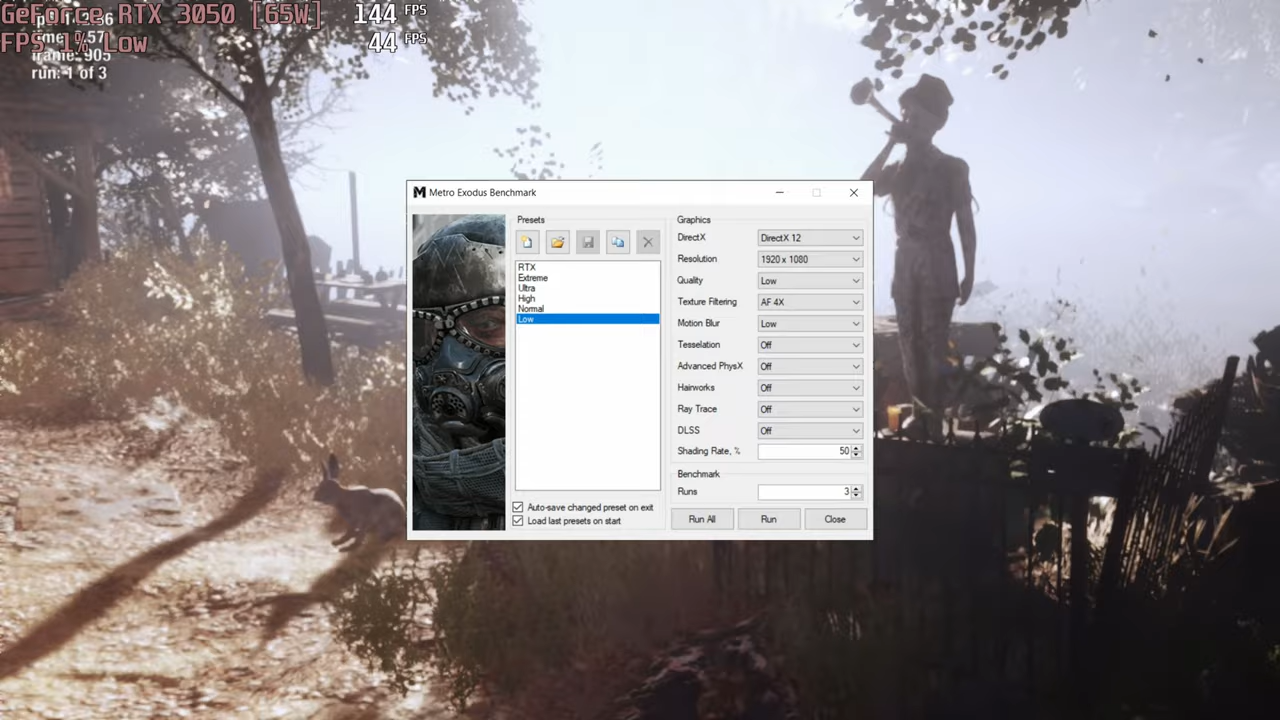 GeForce RTX 3050 [65W] 144 FPS
FPS 1% Low 44 FPS
frame: 905
run: 1 of 3
Metro Exodus Benchmark
Presets
RTX
Extreme
Ultra
High
Normal
Low
Auto-save changed preset on exit
Load last presets on start
Graphics
DirectX DirectX 12
Resolution 1920 x 1080
Quality Low
Texture Filtering AF 4X
Motion Blur Low
Tesselation Off
Advanced PhysX Off
Hairworks Off
Ray Trace Off
DLSS Off
Shading Rate, % 50
Benchmark
Runs 3
Run All Run Close